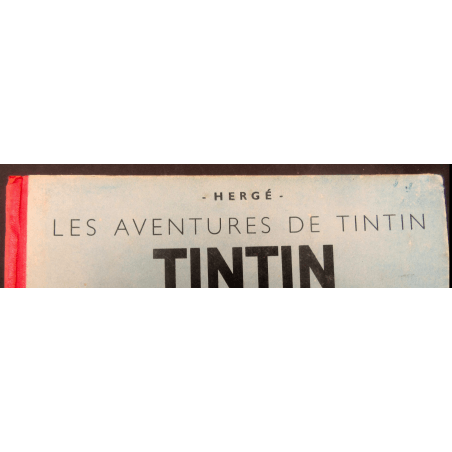 - HERGÉ -
LES AVENTURES DE TINTIN
TINTIN